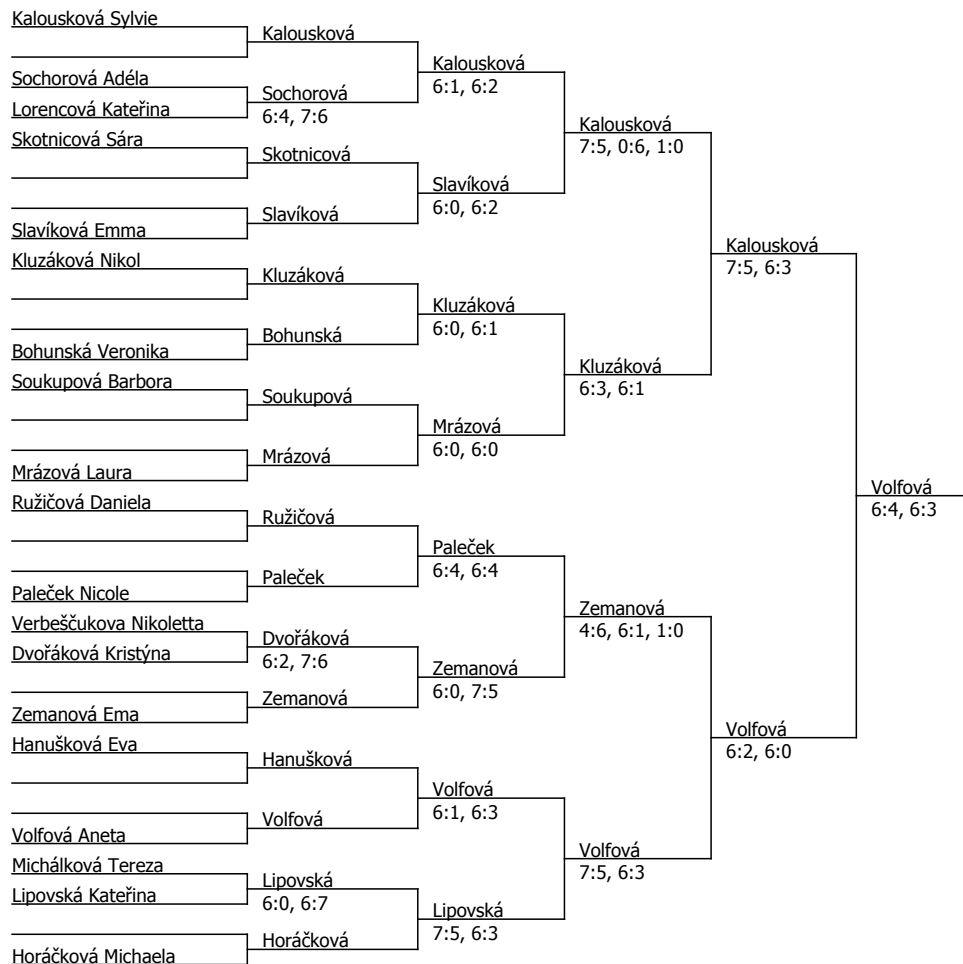 Kalousková Sylvie
Sochorová Adéla
Lorencová Kateřina
Skotnicová Sára
Slavíková Emma
Kluzáková Nikol
Bohunská Veronika
Soukupová Barbora
Mrázová Laura
Ružičová Daniela
Paleček Nicole
Verbeščukova Nikoletta
Dvořáková Kristýna
Zemanová Ema
Hanušková Eva
Volfová Aneta
Michálková Tereza
Lipovská Kateřina
Horáčková Michaela
Kalousková
Sochorová
6:4, 7:6
Skotnicová
Slavíková
Kluzáková
Bohunská
Soukupová
Mrázová
Ružičová
Paleček
Dvořáková
6:2, 7:6
Zemanová
Hanušková
Volfová
Lipovská
6:0, 6:7
Horáčková
Kalousková
6:1, 6:2
Slavíková
6:0, 6:2
Kluzáková
6:0, 6:1
Mrázová
6:0, 6:0
Paleček
6:4, 6:4
Zemanová
6:0, 7:5
Volfová
6:1, 6:3
Lipovská
7:5, 6:3
Kalousková
7:5, 0:6, 1:0
Kluzáková
6:3, 6:1
Zemanová
4:6, 6:1, 1:0
Volfová
7:5, 6:3
Kalousková
7:5, 6:3
Volfová
6:2, 6:0
Volfová
6:4, 6:3